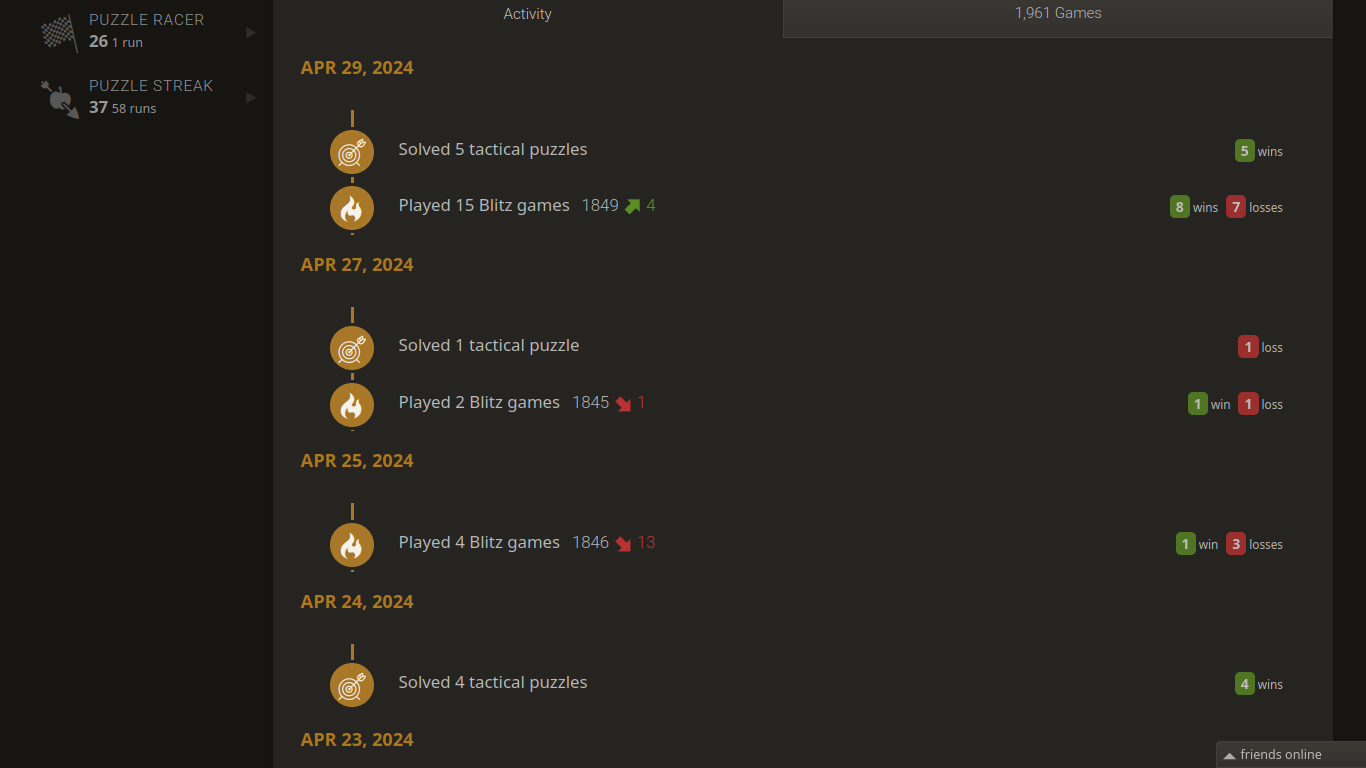 PUZZLE RACER
26 1 run
PUZZLE STREAK
37 58 runs
Activity
1,961 Games
APR 29, 2024
Solved 5 tactical puzzles
5 wins
Played 15 Blitz games 1849 4
8 wins 7 losses
APR 27, 2024
Solved 1 tactical puzzle
1 loss
Played 2 Blitz games 1845 1
1 win 1 loss
APR 25, 2024
Played 4 Blitz games 1846 13
1 win 3 losses
APR 24, 2024
Solved 4 tactical puzzles
4 wins
APR 23, 2024
friends online